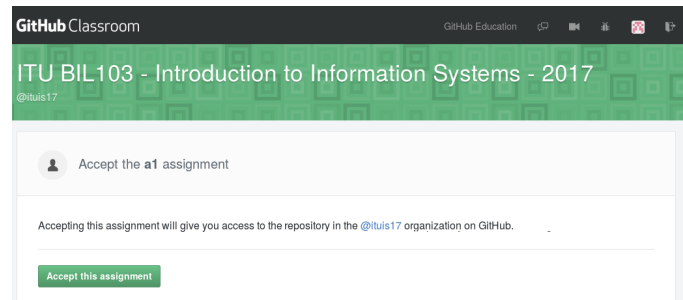 GitHub Classroom
GitHub Education
ITU BIL103 - Introduction to Information Systems - 2017
@ituis17
Accept the a1 assignment
Accepting this assignment will give you access to the repository in the @ituis17 organization on GitHub.
Accept this assignment